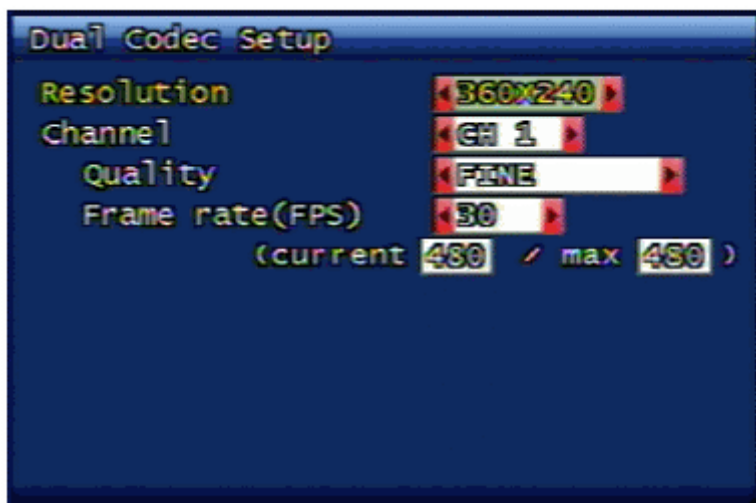 Dual Codec Setup
Resolution 360X240
Channel CH 1
Quality FINE
Frame rate(FPS) 30
(current 480 / max 480 )